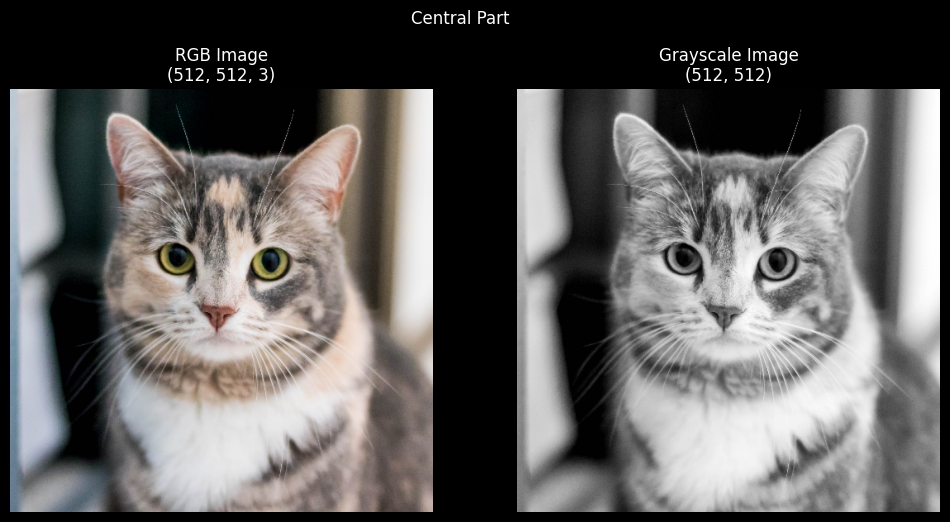 Central Part
RGB Image
(512, 512, 3)
Grayscale Image
(512, 512)